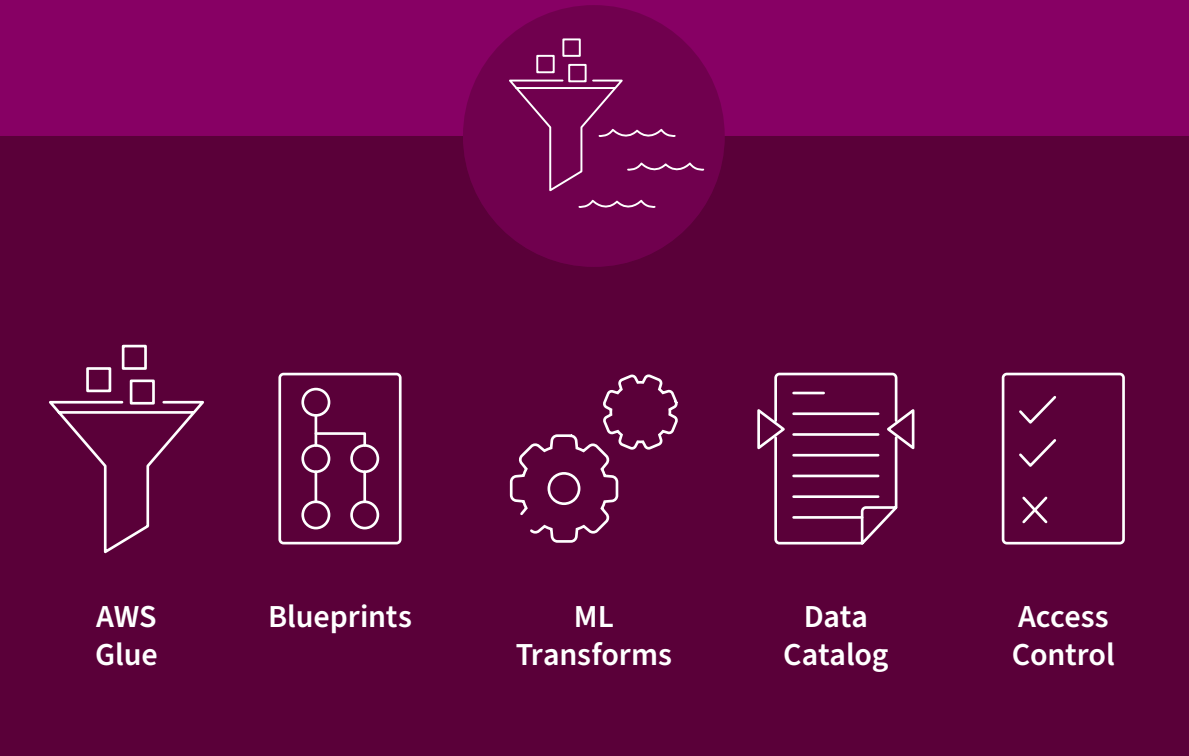 AWS
Glue
Blueprints
ML
Transforms
Data
Catalog
Access
Control